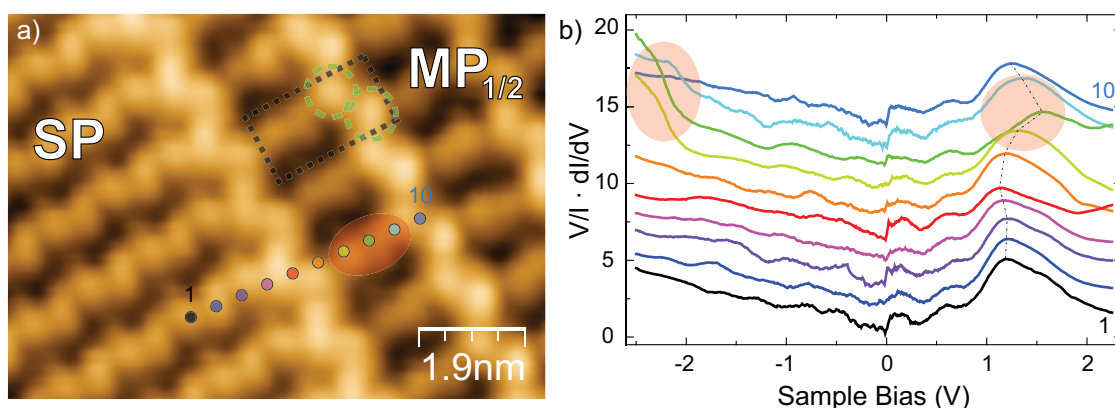 a)
SP
MP1/2
10
1
1.9nm
b)
V/I · dI/dV
20
15
10
5
0
10
1
-2 -1 0 1 2
Sample Bias (V)